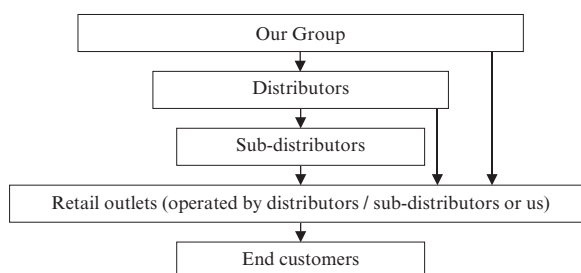 Our Group
Distributors
Sub-distributors
Retail outlets (operated by distributors / sub-distributors or us)
End customers